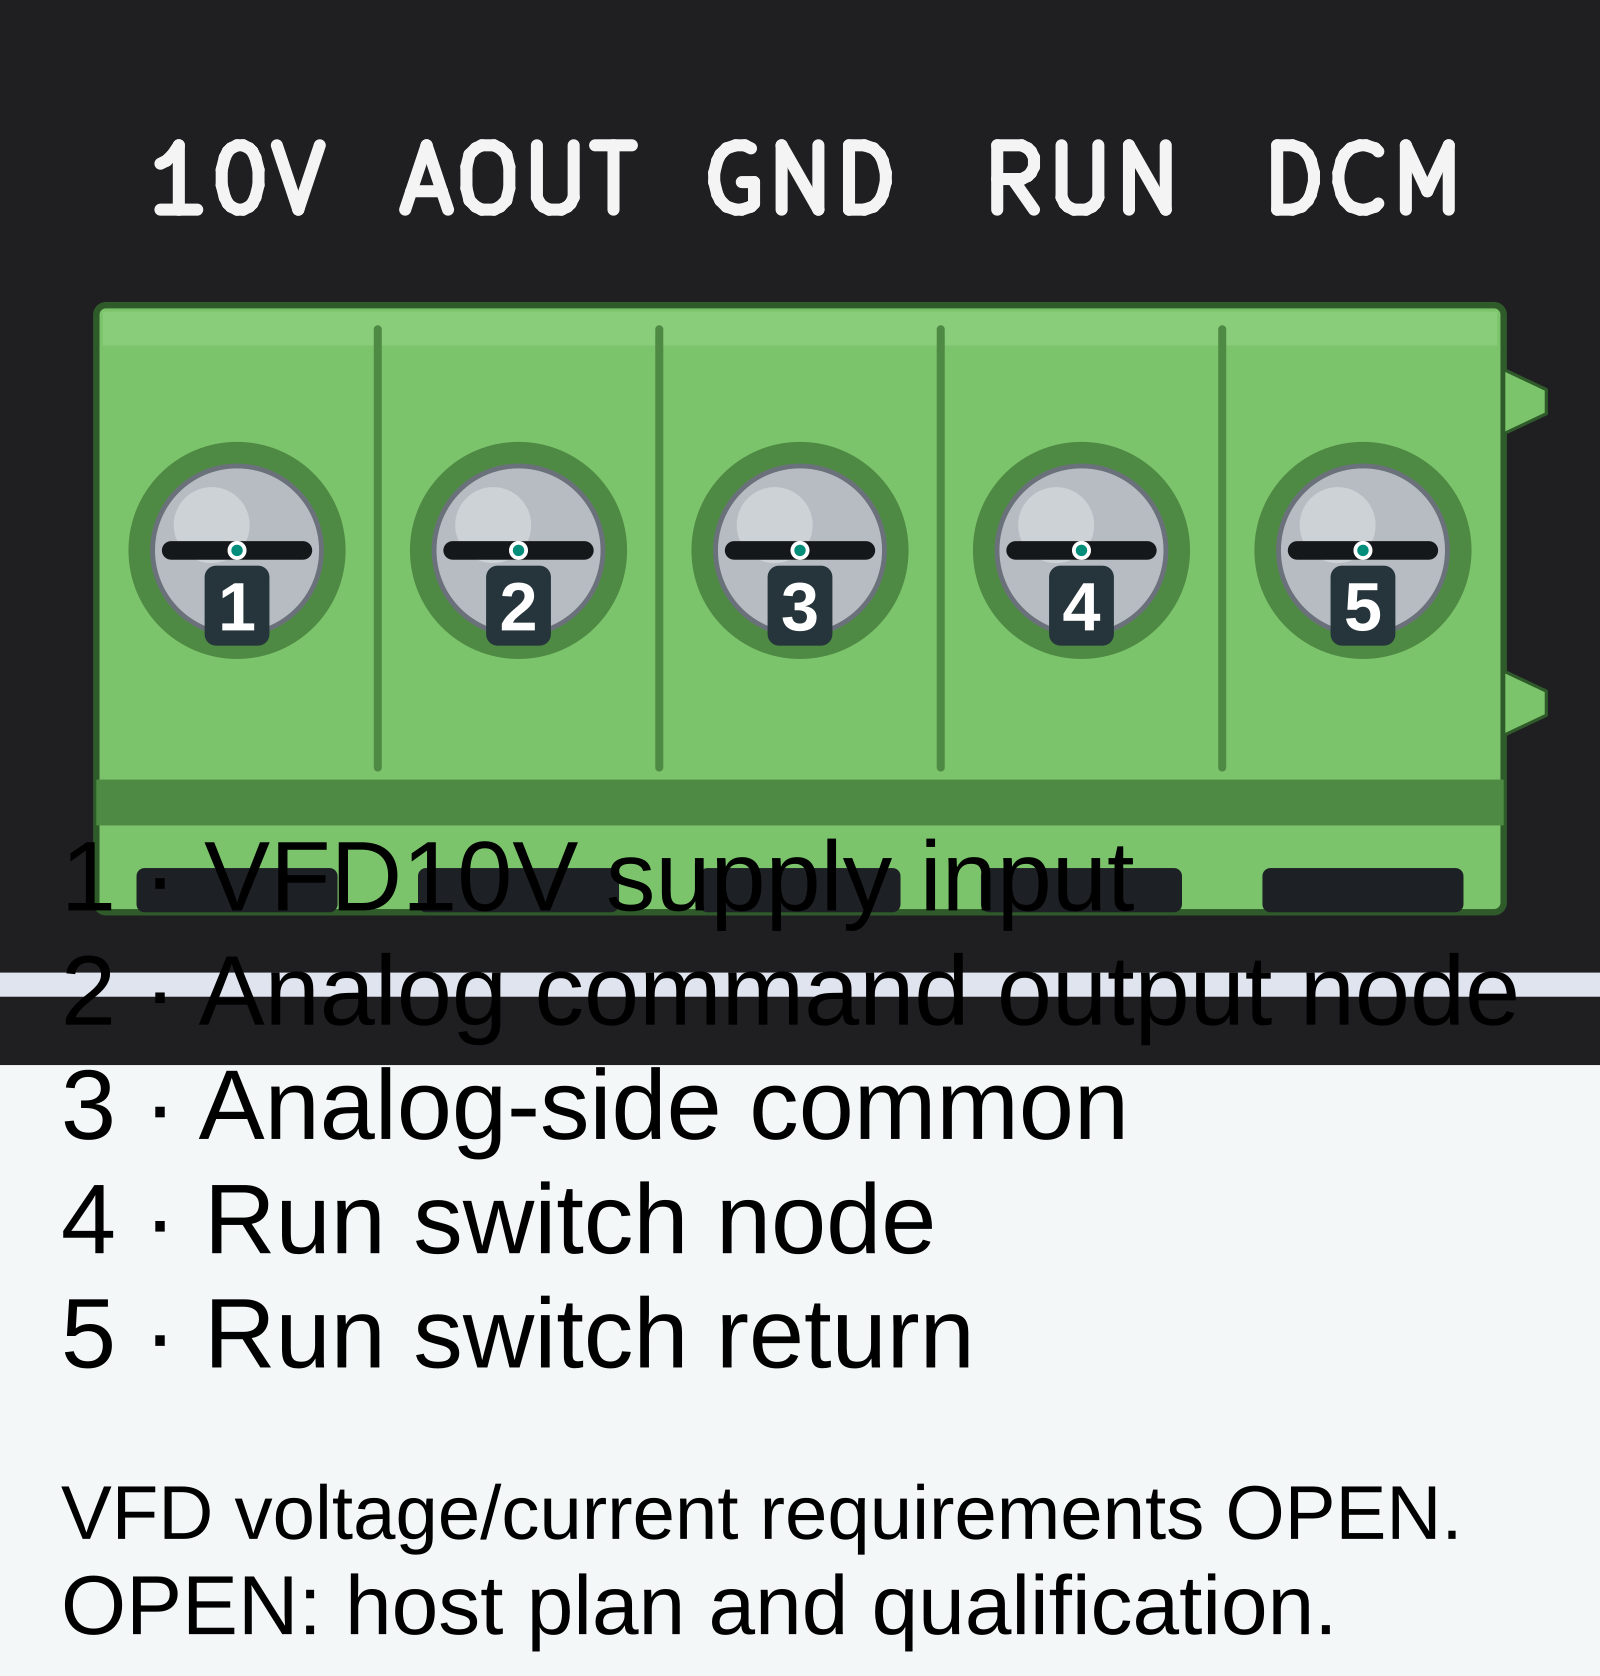 10V AOUT GND RUN DCM
1 2 3 4 5
1 · VFD10V supply input
2 · Analog command output node
3 · Analog-side common
4 · Run switch node
5 · Run switch return
VFD voltage/current requirements OPEN.
OPEN: host plan and qualification.